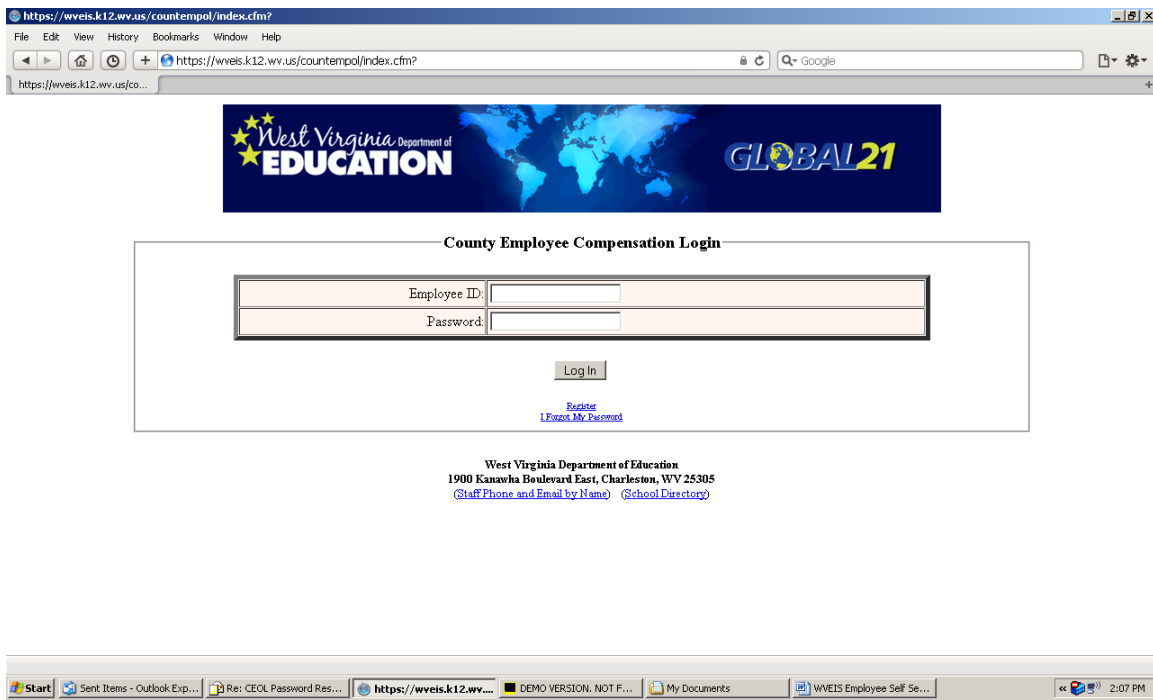 https://wveis.k12.wv.us/countempol/index.cfm?
File Edit View History Bookmarks Window Help
https://wveis.k12.wv.us/countempol/index.cfm?
Google
https://wveis.k12.wv.us/co...
West Virginia Department of
EDUCATION
GLOBAL21
County Employee Compensation Login
Employee ID:
Password:
Log In
Register
I Forgot My Password
West Virginia Department of Education
1900 Kanawha Boulevard East, Charleston, WV 25305
(Staff Phone and Email by Name) (School Directory)
Start Sent Items - Outlook Exp... Re: CEOL Password Res... https://wveis.k12.wv.... DEMO VERSION. NOT F... My Documents WVEIS Employee Self Se... 2:07 PM